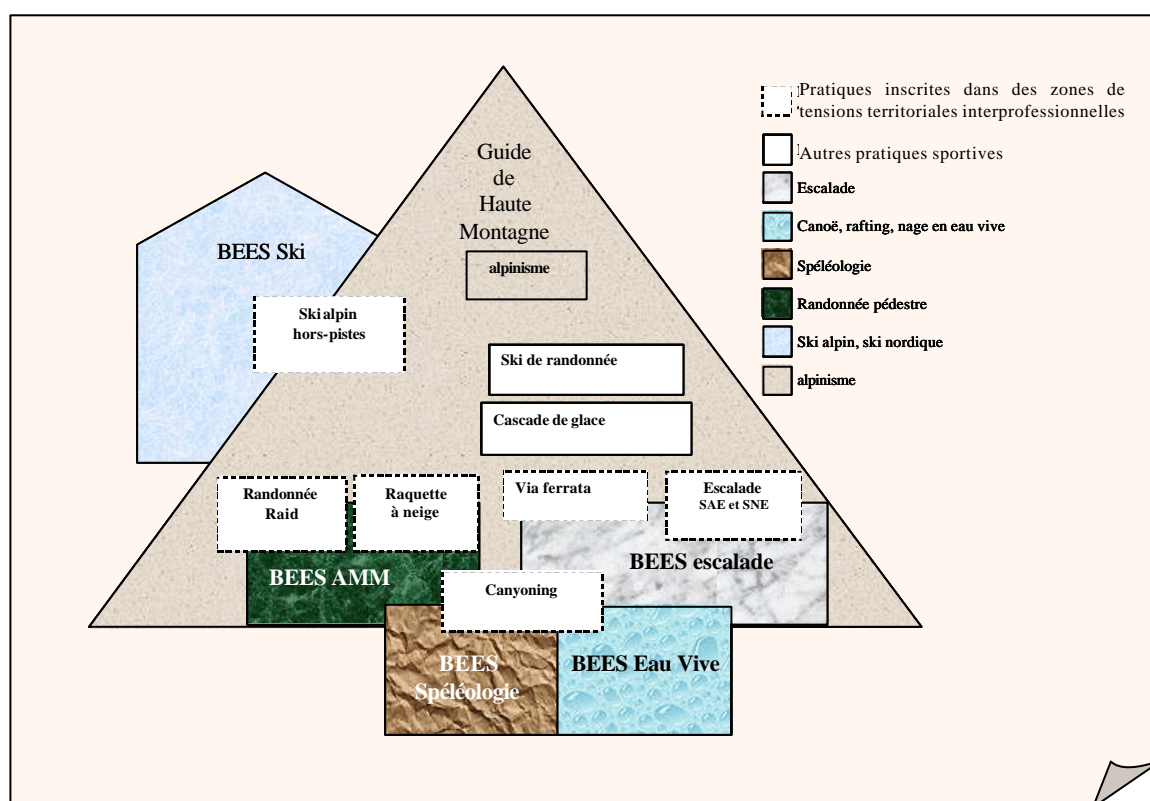 Guide
de
Haute
Montagne
alpinisme
BEES Ski
Ski alpin
hors-pistes
Ski de randonnée
Cascade de glace
Randonnée
Raid
Raquette
à neige
Via ferrata
Escalade
SAE et SNE
BEES AMM
BEES escalade
Canyoning
BEES
Spéléologie
BEES Eau Vive
Pratiques inscrites dans des zones de
tensions territoriales interprofessionnelles
Autres pratiques sportives
Escalade
Canoë, rafting, nage en eau vive
Spéléologie
Randonnée pédestre
Ski alpin, ski nordique
alpinisme